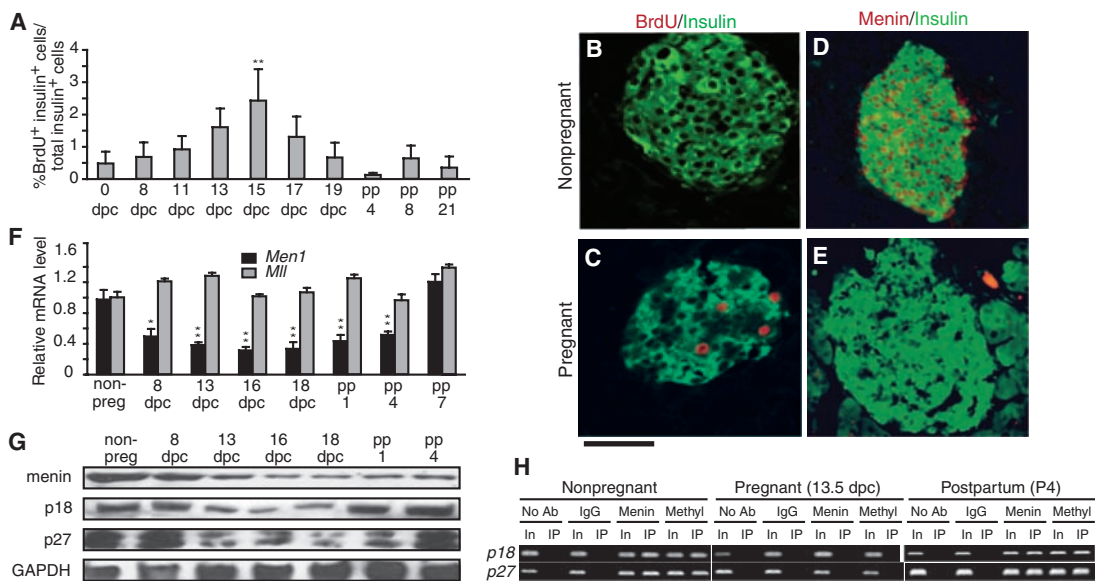 A
%BrdU+ insulin+ cells/
total insulin+ cells
4
3
2
1
0
0 8 11 13 15 17 19 pp pp pp
dpc dpc dpc dpc dpc dpc dpc 4 8 21
**
BrdU/Insulin
Menin/Insulin
B
D
Nonpregnant
C
E
Pregnant
F
Relative mRNA level
1.6
1.2
0.8
0.4
0
Men1
Mll
* ** ** ** ** **
non- 8 13 16 18 pp pp pp
preg dpc dpc dpc dpc 1 4 7
G
non- 8 13 16 18 pp pp
preg dpc dpc dpc dpc 1 4
menin
p18
p27
GAPDH
H
Nonpregnant Pregnant (13.5 dpc) Postpartum (P4)
No Ab IgG Menin Methyl No Ab IgG Menin Methyl No Ab IgG Menin Methyl
In IP In IP In IP In IP In IP In IP In IP In IP In IP In IP In IP In IP
p18
p27